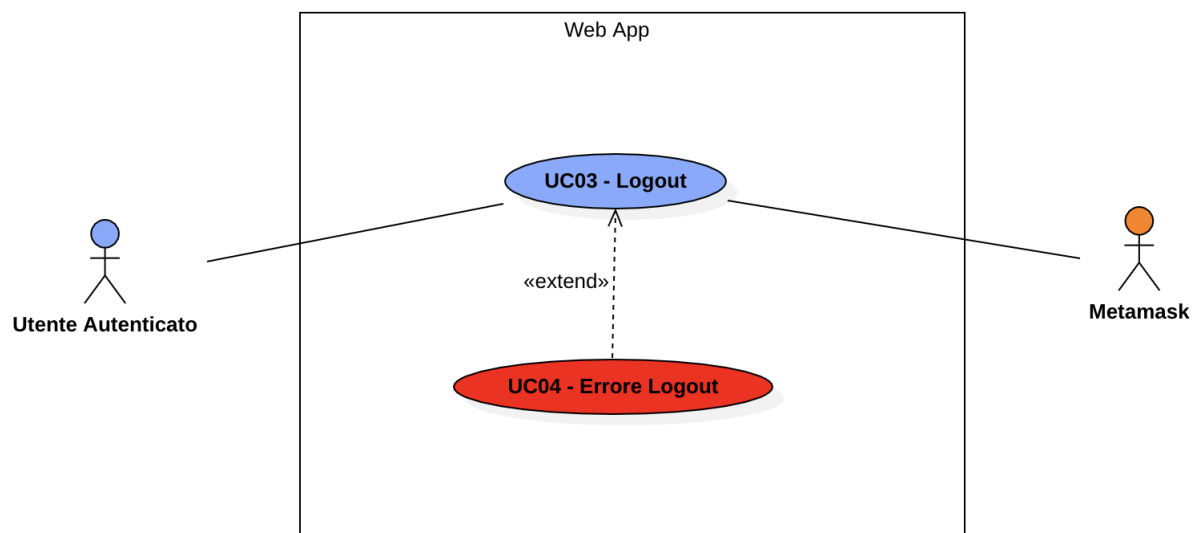 Web App
UC03 - Logout
«extend»
Utente Autenticato
Metamask
UC04 - Errore Logout